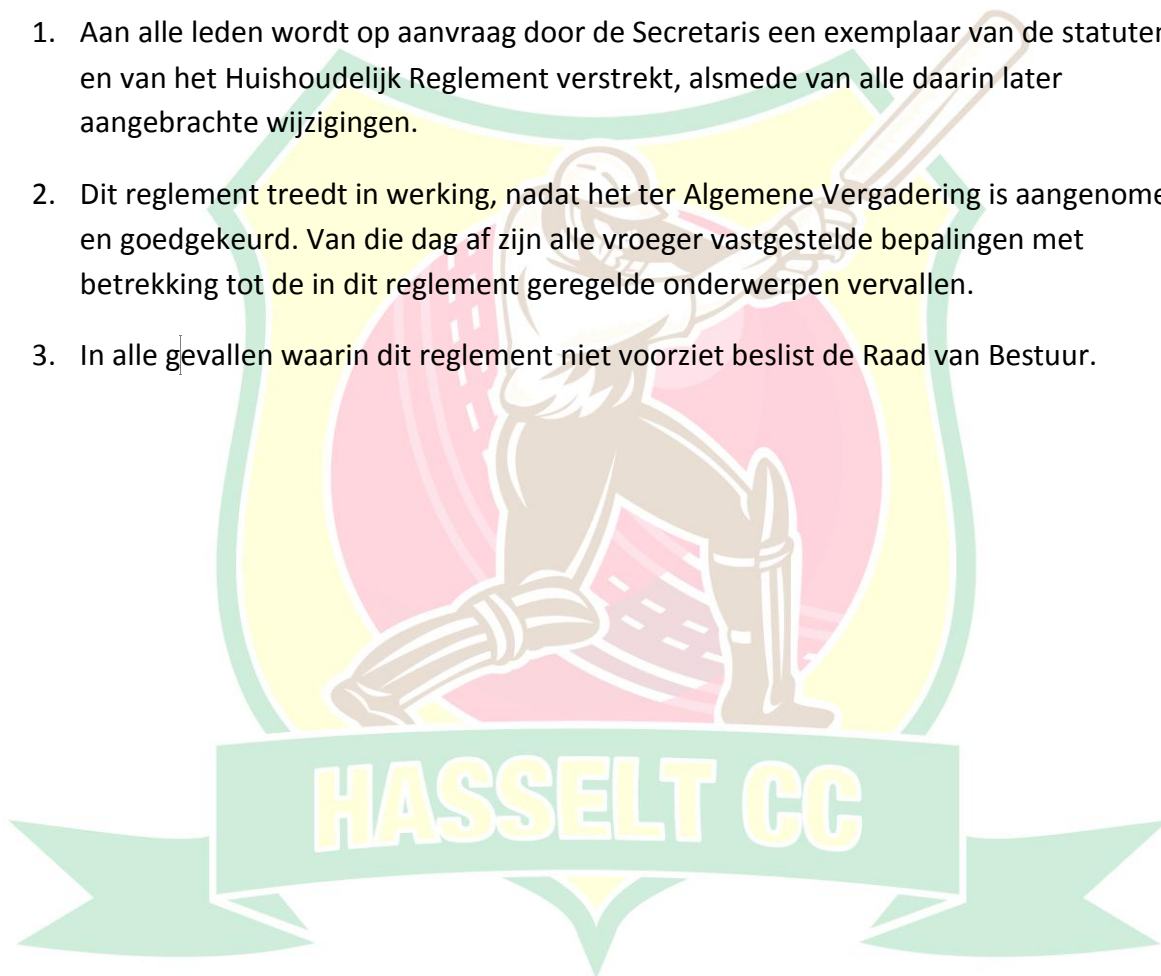 1. Aan alle leden wordt op aanvraag door de Secretaris een exemplaar van de statuten
en van het Huishoudelijk Reglement verstrekt, alsmede van alle daarin later
aangebrachte wijzigingen.
2. Dit reglement treedt in werking, nadat het ter Algemene Vergadering is aangenome
en goedgekeurd. Van die dag af zijn alle vroeger vastgestelde bepalingen met
betrekking tot de in dit reglement geregelde onderwerpen vervallen.
3. In alle gevallen waarin dit reglement niet voorziet beslist de Raad van Bestuur.
HASSELT CC